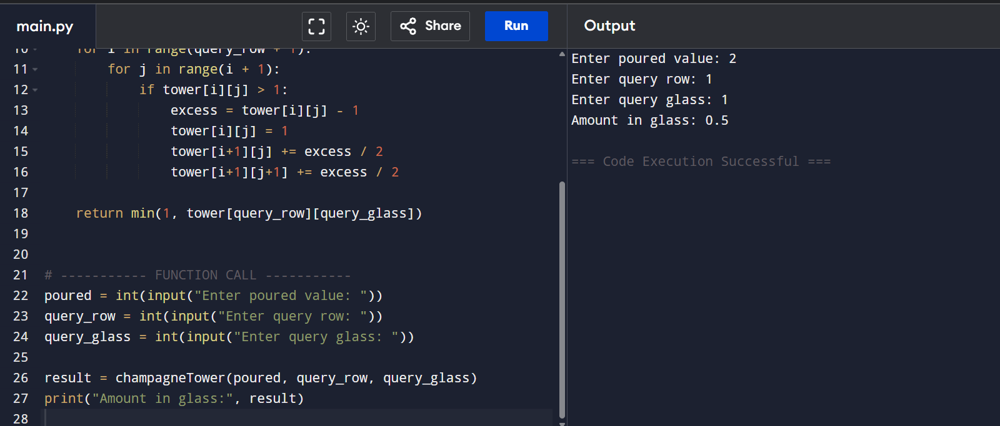 main.py
Share
Run
Output
10 for i in range(query_row + 1):
11 for j in range(i + 1):
12 if tower[i][j] > 1:
13 excess = tower[i][j] - 1
14 tower[i][j] = 1
15 tower[i+1][j] += excess / 2
16 tower[i+1][j+1] += excess / 2
17
18 return min(1, tower[query_row][query_glass])
19
20
21 # ----------- FUNCTION CALL -----------
22 poured = int(input("Enter poured value: "))
23 query_row = int(input("Enter query row: "))
24 query_glass = int(input("Enter query glass: "))
25
26 result = champagneTower(poured, query_row, query_glass)
27 print("Amount in glass:", result)
28
Enter poured value: 2
Enter query row: 1
Enter query glass: 1
Amount in glass: 0.5
=== Code Execution Successful ===